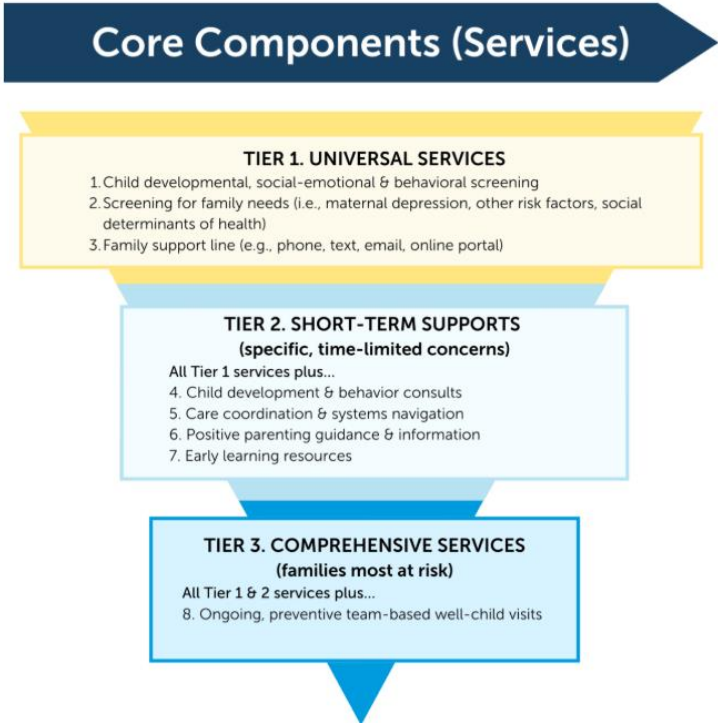 Core Components (Services)
TIER 1. UNIVERSAL SERVICES
1. Child developmental, social-emotional & behavioral screening
2. Screening for family needs (i.e., maternal depression, other risk factors, social
determinants of health)
3. Family support line (e.g., phone, text, email, online portal)
TIER 2. SHORT-TERM SUPPORTS
(specific, time-limited concerns)
All Tier 1 services plus...
4. Child development & behavior consults
5. Care coordination & systems navigation
6. Positive parenting guidance & information
7. Early learning resources
TIER 3. COMPREHENSIVE SERVICES
(families most at risk)
All Tier 1 & 2 services plus...
8. Ongoing, preventive team-based well-child visits